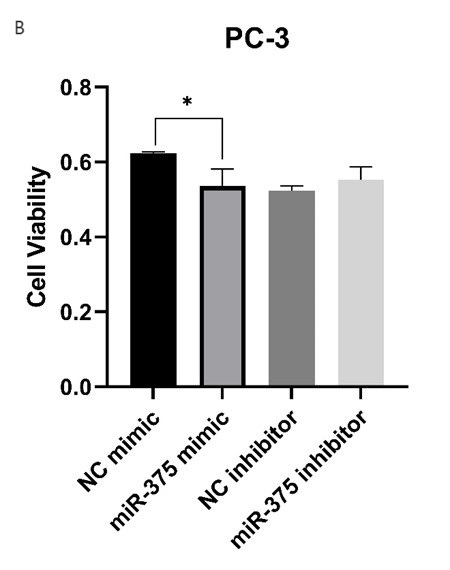 B
PC-3
*
Cell Viability
0.8
0.6
0.4
0.2
0.0
NC mimic
miR-375 mimic
NC inhibitor
miR-375 inhibitor